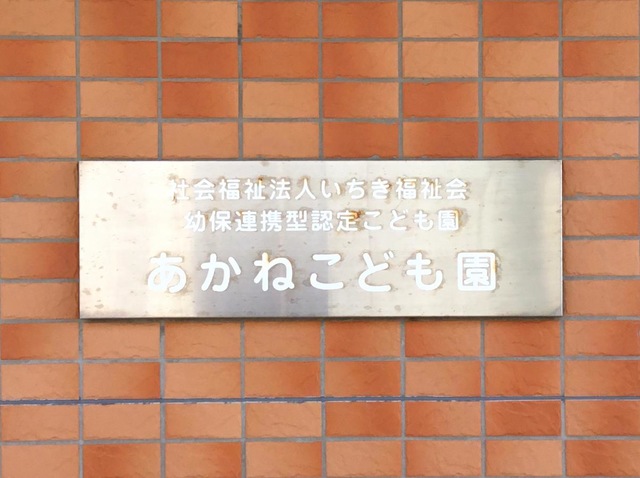 社会福祉法人いちき福祉会
幼保連携型認定こども園
あかねこども園